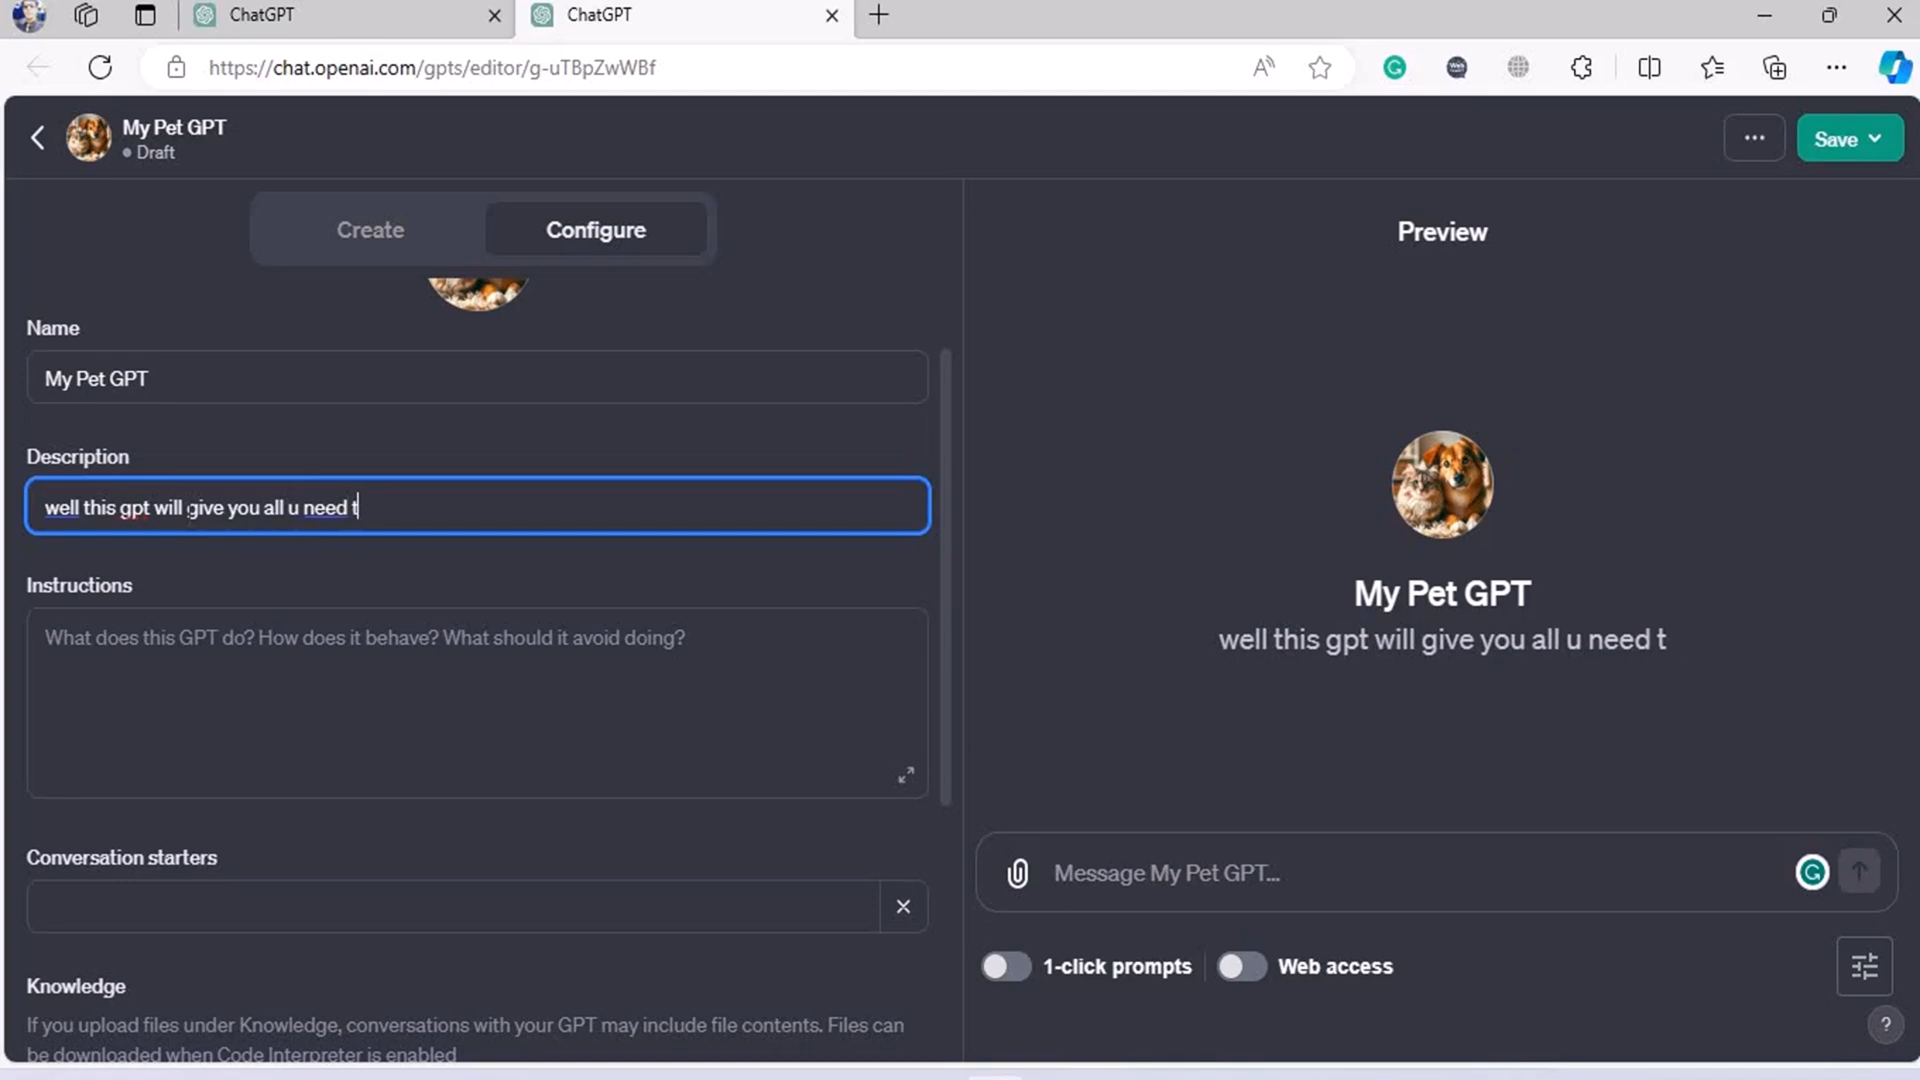 ChatGPT
ChatGPT
https://chat.openai.com/gpts/editor/g-uTBpZwWBf
My Pet GPT
Draft
Save
Create
Configure
Preview
Name
My Pet GPT
Description
well this gpt will give you all u need t
My Pet GPT
well this gpt will give you all u need t
Instructions
What does this GPT do? How does it behave? What should it avoid doing?
Conversation starters
Message My Pet GPT...
1-click prompts
Web access
Knowledge
If you upload files under Knowledge, conversations with your GPT may include file contents. Files can
be downloaded when Code Interpreter is enabled
?